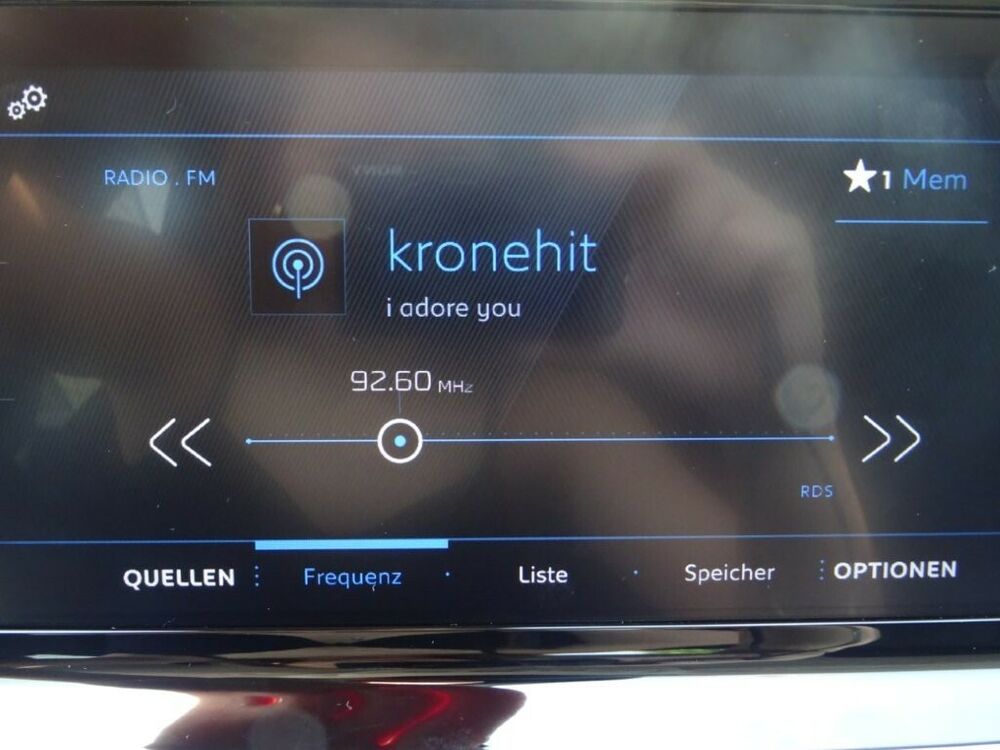 RADIO . FM
1 Mem
kronehit
i adore you
92.60 MHz
RDS
QUELLEN Frequenz Liste Speicher OPTIONEN